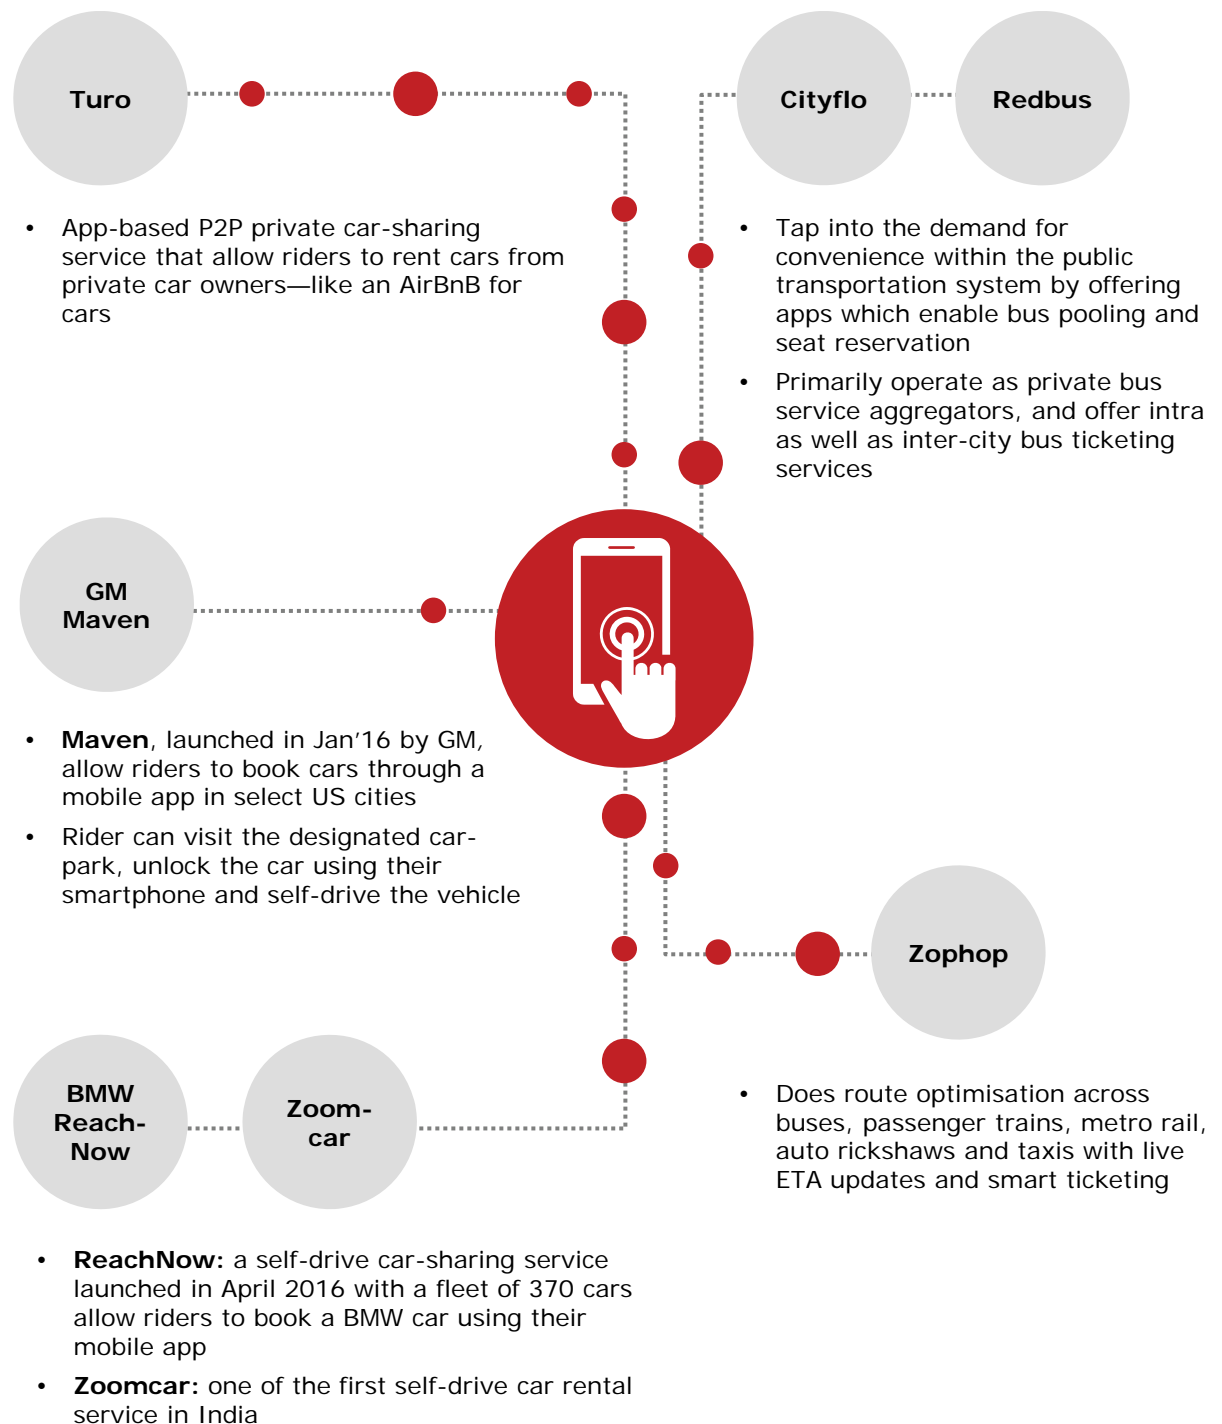 Turo
• App-based P2P private car-sharing
service that allow riders to rent cars from
private car owners—like an AirBnB for
cars
Cityflo
Redbus
• Tap into the demand for
convenience within the public
transportation system by offering
apps which enable bus pooling and
seat reservation
• Primarily operate as private bus
service aggregators, and offer intra
as well as inter-city bus ticketing
services
GM
Maven
• Maven, launched in Jan’16 by GM,
allow riders to book cars through a
mobile app in select US cities
• Rider can visit the designated car-
park, unlock the car using their
smartphone and self-drive the vehicle
Zophop
• Does route optimisation across
buses, passenger trains, metro rail,
auto rickshaws and taxis with live
ETA updates and smart ticketing
BMW
Reach-
Now
Zoom-
car
• ReachNow: a self-drive car-sharing service
launched in April 2016 with a fleet of 370 cars
allow riders to book a BMW car using their
mobile app
• Zoomcar: one of the first self-drive car rental
service in India